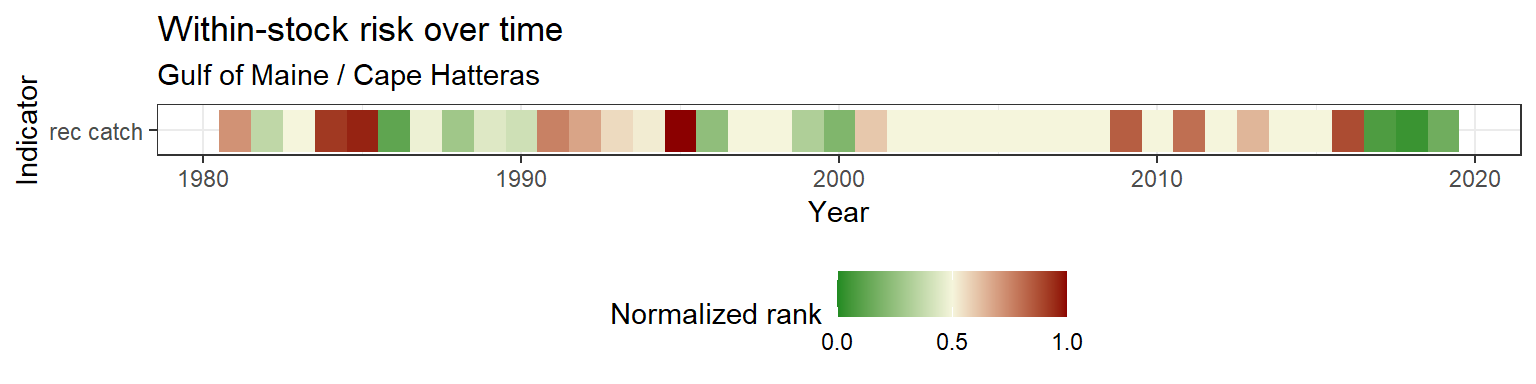 Within-stock risk over time
Gulf of Maine / Cape Hatteras
Indicator
rec catch
1980 1990 2000 2010 2020
Year
Normalized rank
0.0 0.5 1.0